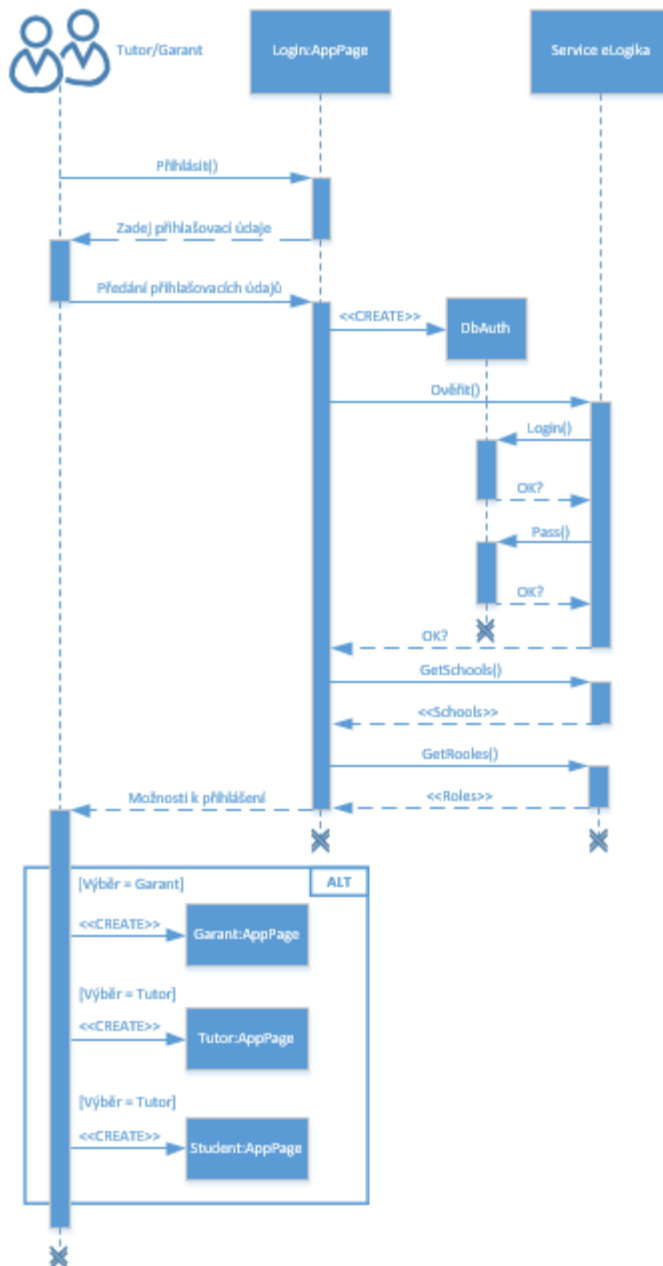 Tutor/Garant
Login:AppPage
Service eLogika
Přihlásit()
Zadej přihlašovací údaje
Předání přihlašovacích údajů
<<CREATE>>
DbAuth
Ověřit()
Login()
OK?
Pass()
OK?
OK?
GetSchools()
<<Schools>>
GetRooles()
Možnosti k přihlášení
<<Roles>>
[Výběr = Garant]
ALT
<<CREATE>>
Garant:AppPage
[Výběr = Tutor]
<<CREATE>>
Tutor:AppPage
[Výběr = Tutor]
<<CREATE>>
Student:AppPage